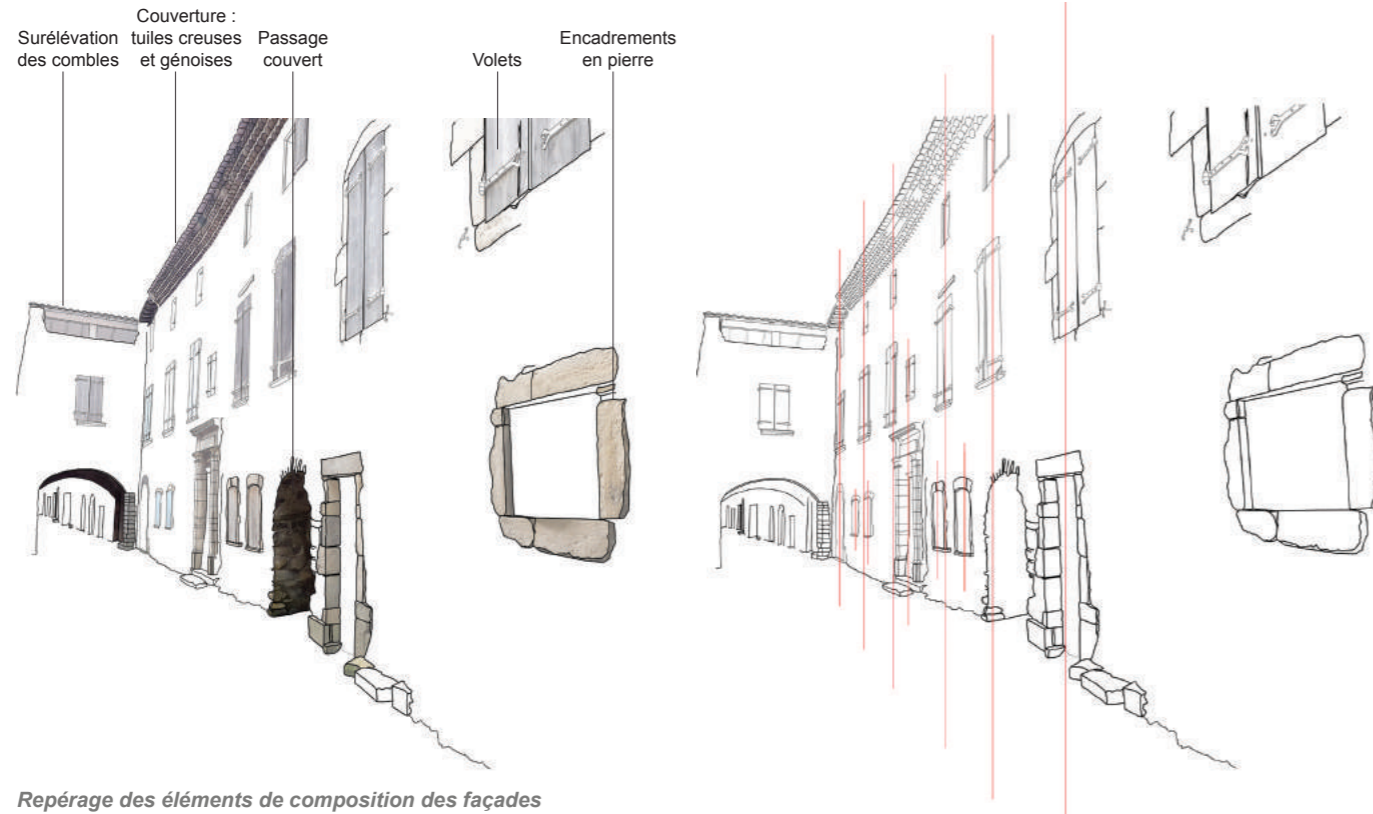 Surélévation
des combles
Couverture :
tuiles creuses
et génoises
Passage
couvert
Volets
Encadrements
en pierre
Repérage des éléments de composition des façades